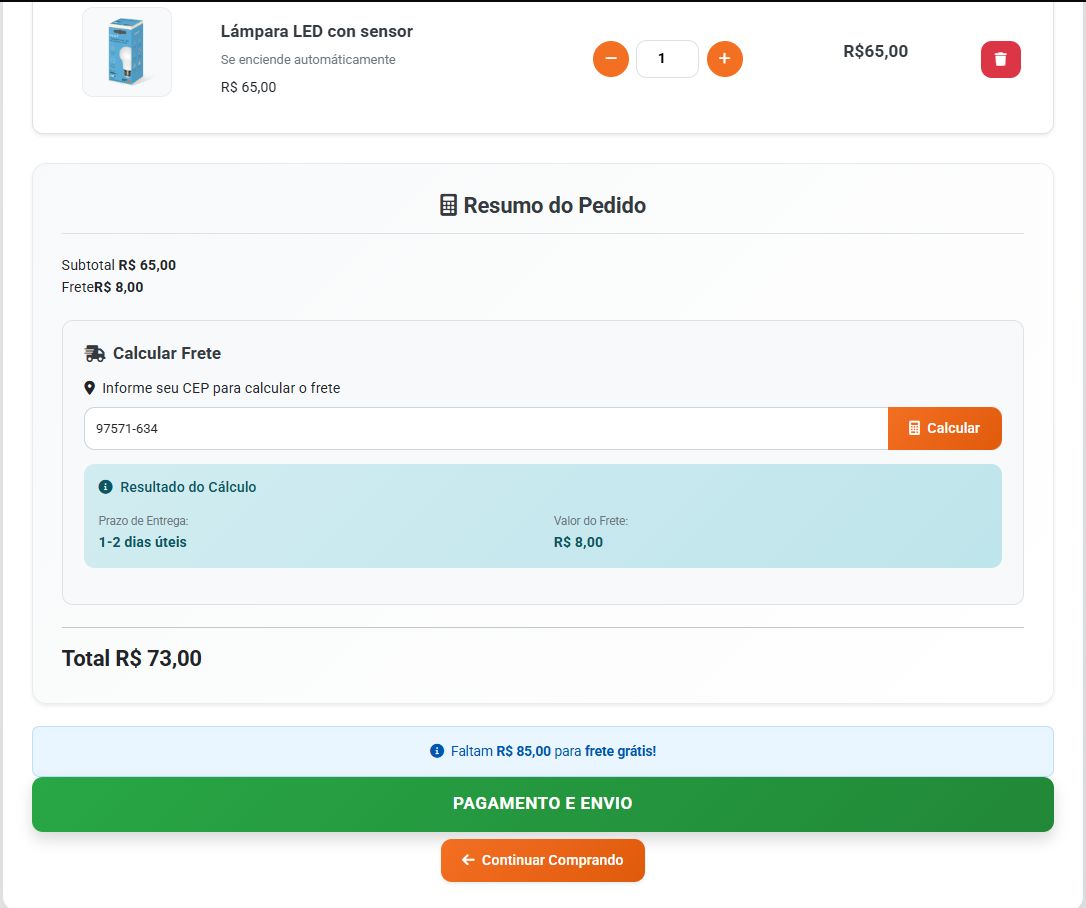 Lámpara LED con sensor
Se enciende automáticamente
R$ 65,00
1
R$65,00
Resumo do Pedido
Subtotal R$ 65,00
FreteR$ 8,00
Calcular Frete
Informe seu CEP para calcular o frete
97571-634
Calcular
Resultado do Cálculo
Prazo de Entrega:
Valor do Frete:
1-2 dias úteis
R$ 8,00
Total R$ 73,00
Faltam R$ 85,00 para frete grátis!
PAGAMENTO E ENVIO
Continuar Comprando